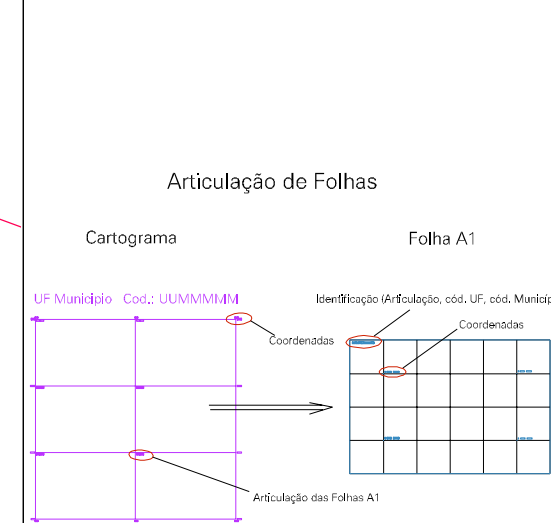 Articulação de Folhas
Cartograma
Folha A1
UF Municipio Cod.: UUMMMMM
Identificação (Articulação, cód. UF, cód. Municíp
Coordenadas
Coordenadas
Articulação das Folhas A1